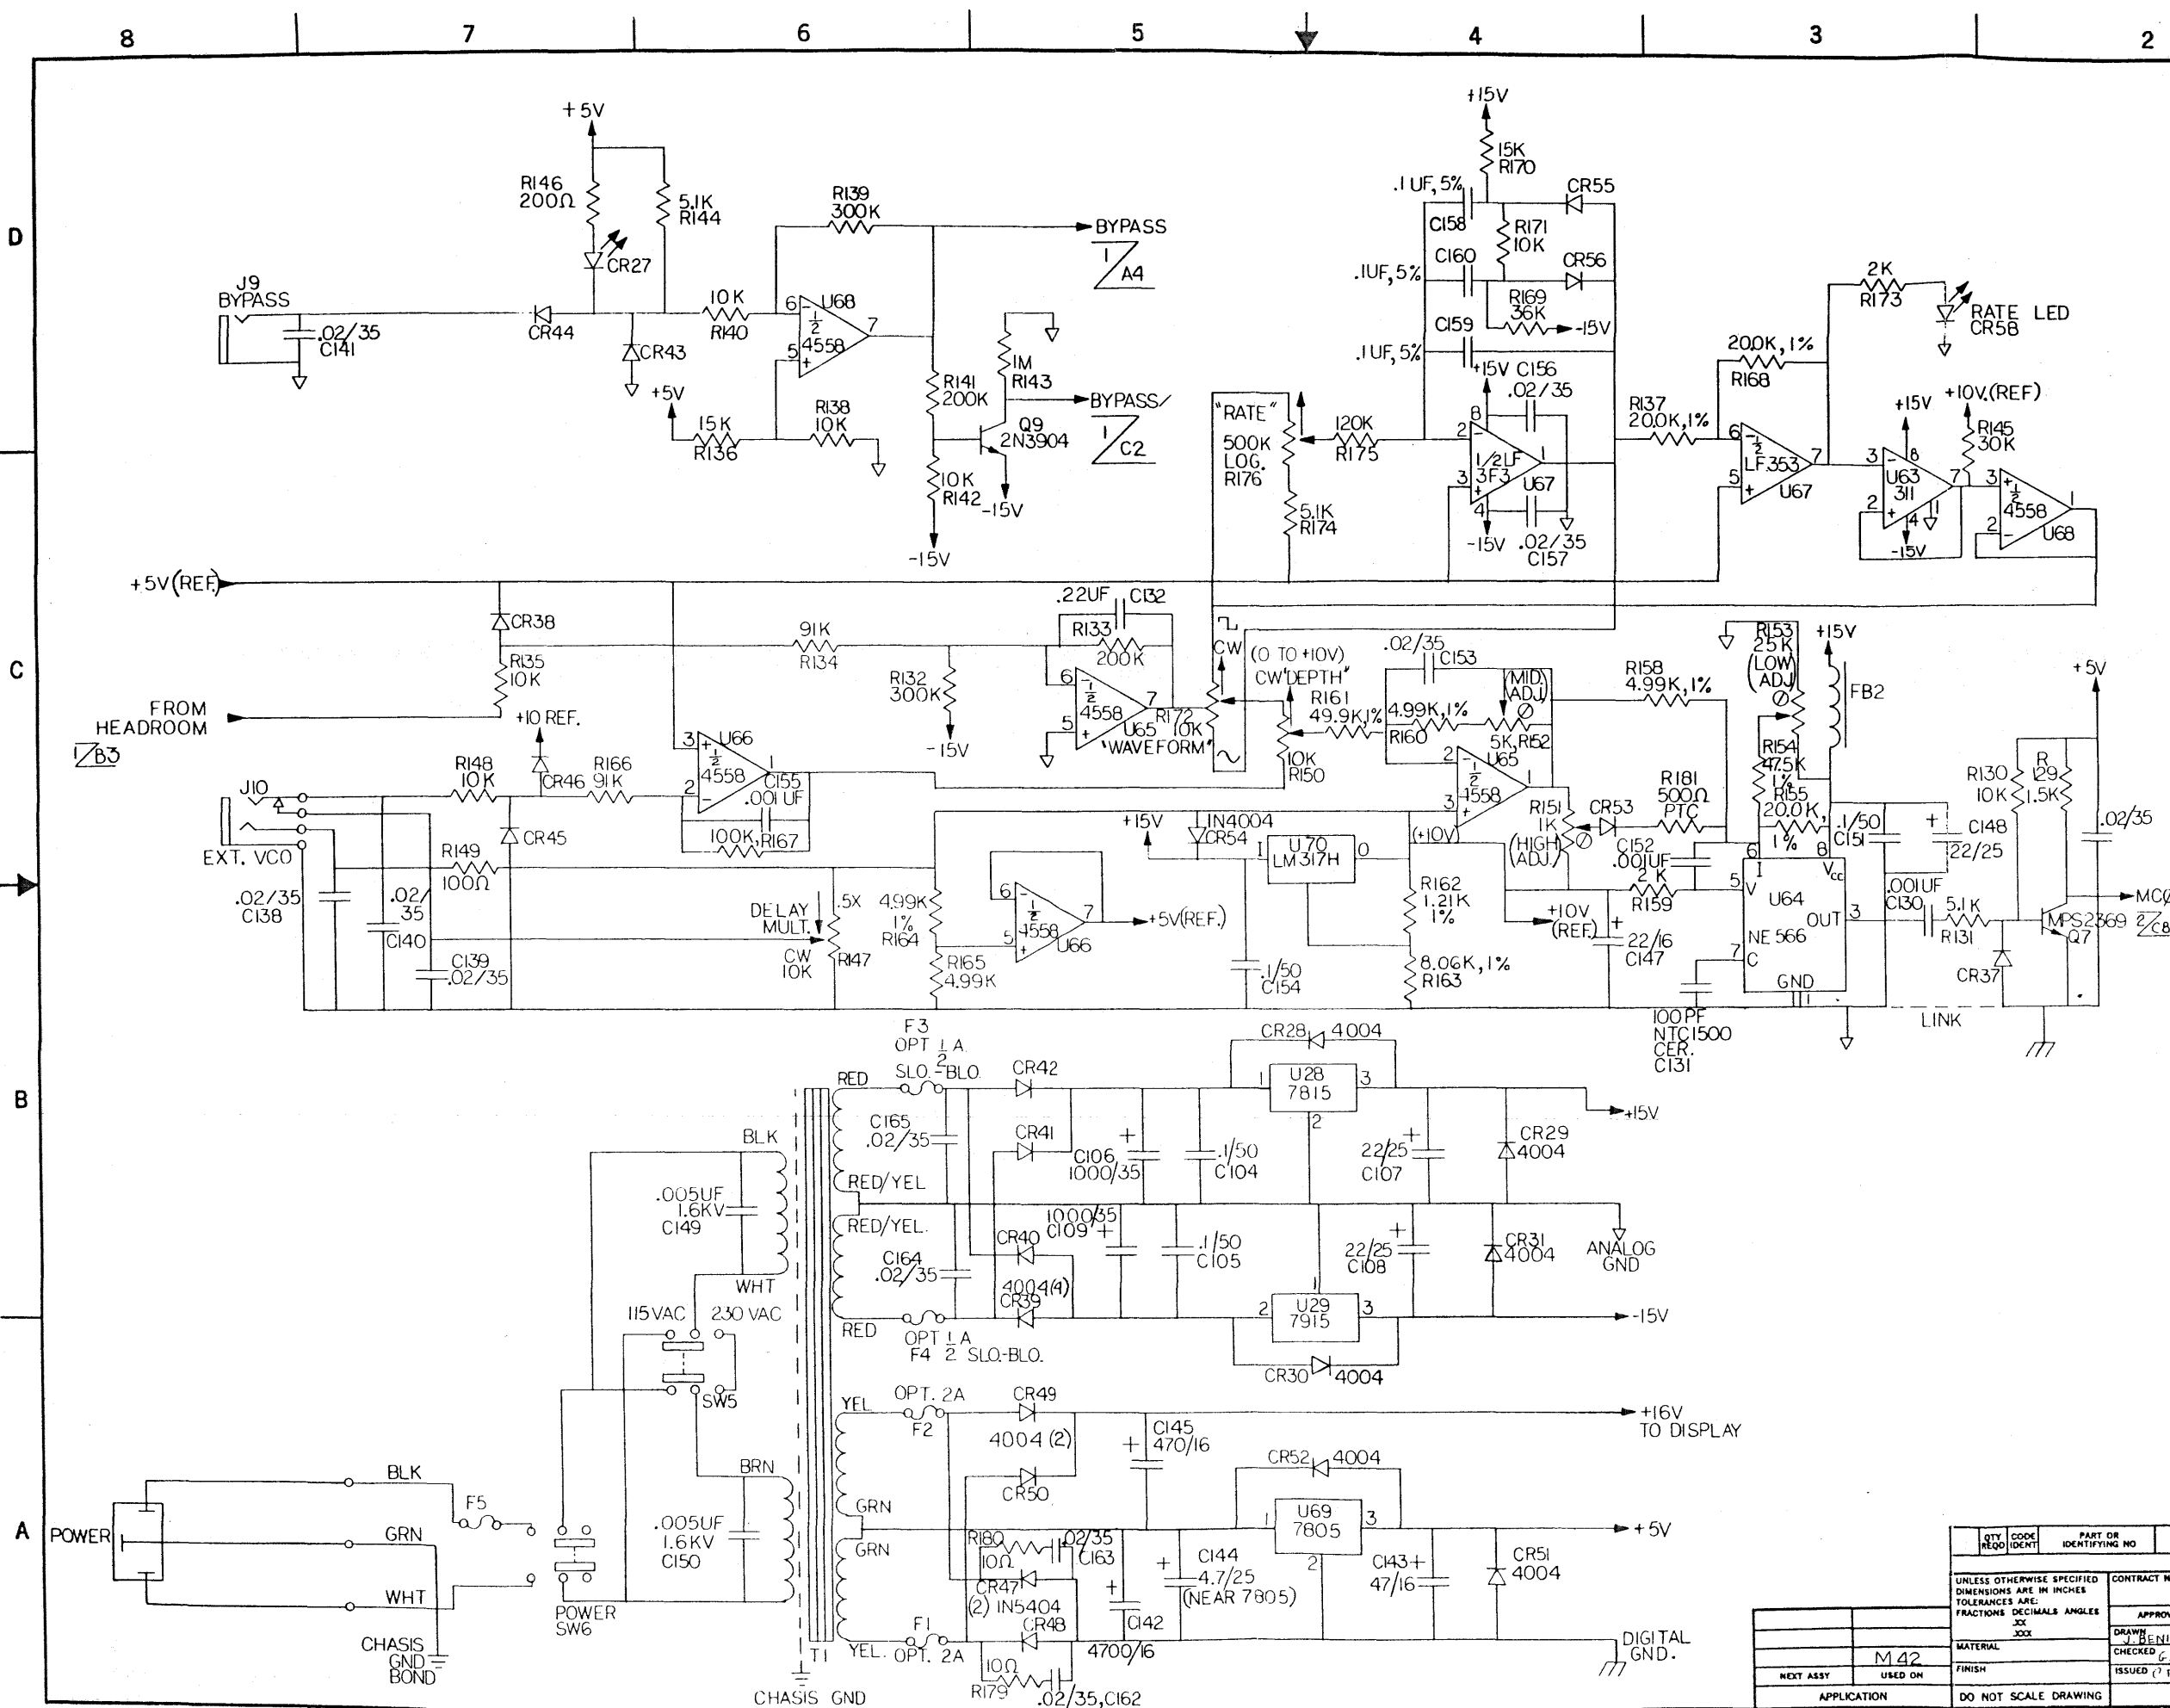 8 7 6 5 4 3 2
D
C
B
A
+5V
R146
200Ω
5.1K
R144
CR27
J9
BYPASS
.02/35
C141
CR44
CR43
10K
R140
R139
300K
6
U68
1/2
4558
7
5
+5V
15K
R136
R138
10K
BYPASS
1/A4
1M
R143
R141
200K
BYPASS/
1/C2
Q9
2N3904
10K
R142
-15V
-15V
+15V
15K
R170
.1UF, 5%
C158
CR55
R171
10K
C160
.1UF, 5%
CR56
R169
36K
-15V
C159
.1UF, 5%
+15V C156
.02/35
"RATE"
500K
LOG.
R176
120K
R175
5.1K
R174
8
2
1/2LF
3F3
1
3
U67
4
-15V
.02/35
C157
R137
20.0K, 1%
20.0K, 1%
R168
2K
R173
RATE LED
CR58
6
1/2
LF353
7
5
U67
+15V
3
8
U63
311
7
2
4
1
-15V
+10V.(REF)
R145
30K
3
1/2
4558
1
2
U68
+5V(REF.)
CR38
R135
10K
FROM
HEADROOM
1/B3
91K
R134
R132
300K
-15V
.22UF C132
R133
200K
6
1/2
4558
7
5
U65
R172
10K
"WAVEFORM"
CW
(0 TO +10V)
CW "DEPTH"
10K
R150
R161
49.9K,1%
.02/35
C153
4.99K,1%
R160
(MID.
ADJ.)
5K,R152
U65
2
1/2
4558
1
3
R158
4.99K,1%
R153
25K
(LOW
ADJ)
+15V
FB2
R154
47.5K
1%
R155
20.0K,
1%
+5V
R130
10K
R
129
1.5K
.02/35
J10
EXT. VCO
R148
10K
+10 REF.
CR46
R166
91K
3
U66
1/2
4558
1
2
C155
.001UF
100K,R167
CR45
R149
100Ω
.02/35
C138
.02/
35
C140
C139
.02/35
DELAY
MULT.
.5X
CW
10K
R147
4.99K
1%
R164
R165
4.99K
6
1/2
4558
7
5
U66
+5V(REF.)
+15V
IN4004
CR54
I
U70
LM317H
O
(+10V)
R162
1.21K
1%
8.06K,1%
R163
.1/50
C154
R151
1K
(HIGH
ADJ.)
CR53
R181
500Ω
PTC
C152
.001UF
2K
R159
+10V
(REF.)
22/16
C147
6
I
8
Vcc
5
V
U64
OUT
3
NE 566
7
C
GND
1
100PF
NTC1500
CER.
C131
.1/50
C151
C148
22/25
.001UF
C130
5.1K
R131
MPS2369
Q7
CR37
LINK
2/C8
F3
OPT 1/2 A.
SLO.-BLO.
RED
CR42
C165
.02/35
CR41
C106
1000/35
.1/50
C104
CR28 4004
1
U28
7815
3
2
22/25
C107
CR29
4004
+15V
RED/YEL
RED/YEL.
1000/35
C109
CR40
C164
.02/35
4004(4)
CR39
.1/50
C105
1
2
U29
7915
3
22/25
C108
CR31
4004
ANALOG
GND
-15V
RED
OPT 1/2 A
F4 SLO.-BLO.
CR30 4004
BLK
.005UF
1.6KV
C149
WHT
115VAC 230 VAC
SW5
BRN
.005UF
1.6KV
C150
YEL
OPT. 2A
F2
CR49
4004 (2)
CR50
C145
470/16
+16V
TO DISPLAY
GRN
GRN
CR52 4004
1
U69
7805
3
2
+5V
R180
10Ω
.02/35
C163
CR47
(2) IN5404
CR48
C142
4700/16
C144
4.7/25
(NEAR 7805)
C143
47/16
CR51
4004
DIGITAL
GND.
YEL.
F1
OPT. 2A
10Ω
R179
.02/35, C162
T1
CHASIS GND
POWER
BLK
GRN
WHT
F5
POWER
SW6
CHASIS
GND
BOND
QTY
REQD
CODE
IDENT
PART OR
IDENTIFYING NO
UNLESS OTHERWISE SPECIFIED
DIMENSIONS ARE IN INCHES
TOLERANCES ARE:
FRACTIONS DECIMALS ANGLES
.XX
.XXX
MATERIAL
FINISH
DO NOT SCALE DRAWING
DRAWN
CHECKED
ISSUED
M42
NEXT ASSY USED ON
APPLICATION